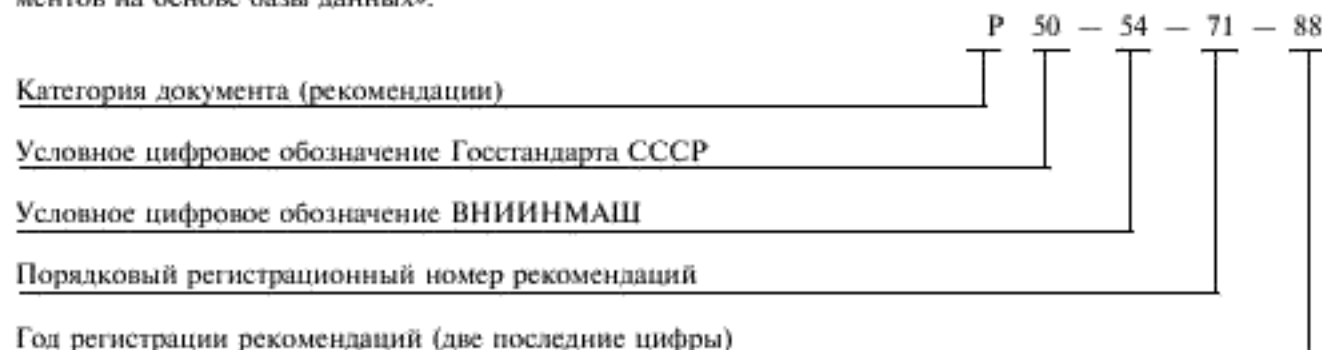 ментов на основе базы данных».
Р 50 — 54 — 71 — 88
Категория документа (рекомендации)
Условное цифровое обозначение Госстандарта СССР
Условное цифровое обозначение ВНИИНМАШ
Порядковый регистрационный номер рекомендаций
Год регистрации рекомендаций (две последние цифры)